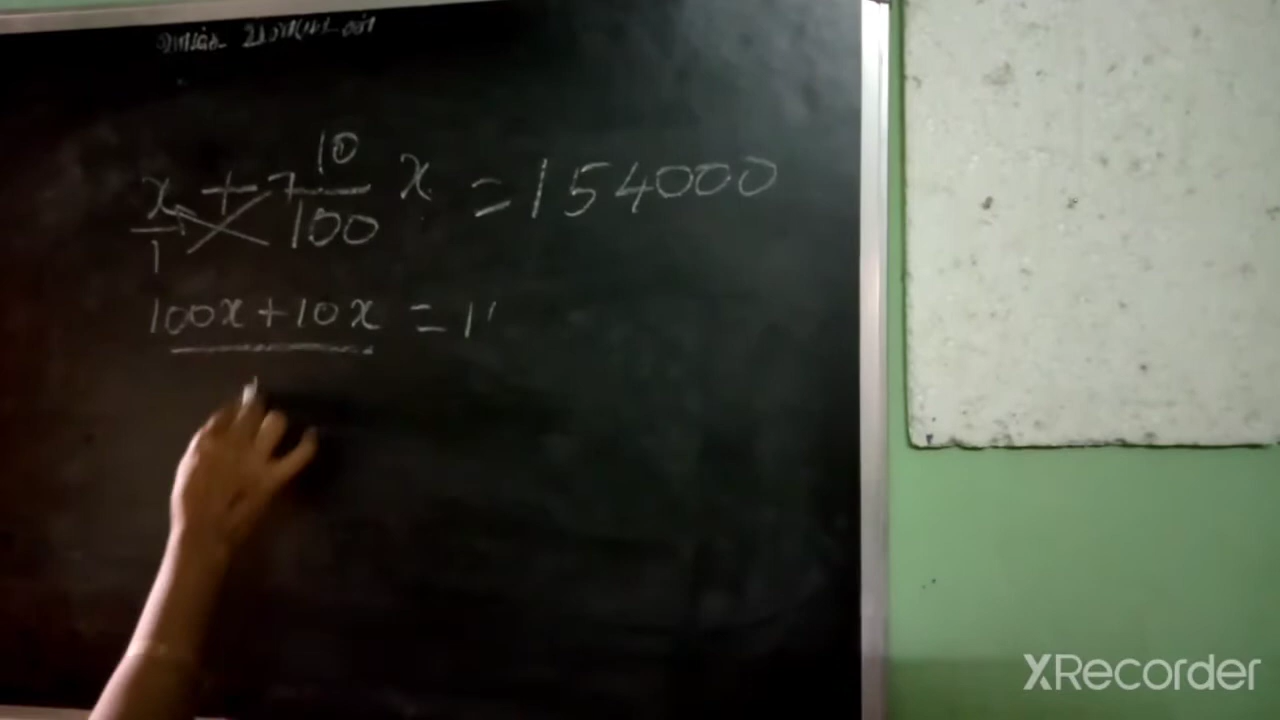 x/1 + 10/100 x = 154000
100x + 10x = 1
XRecorder